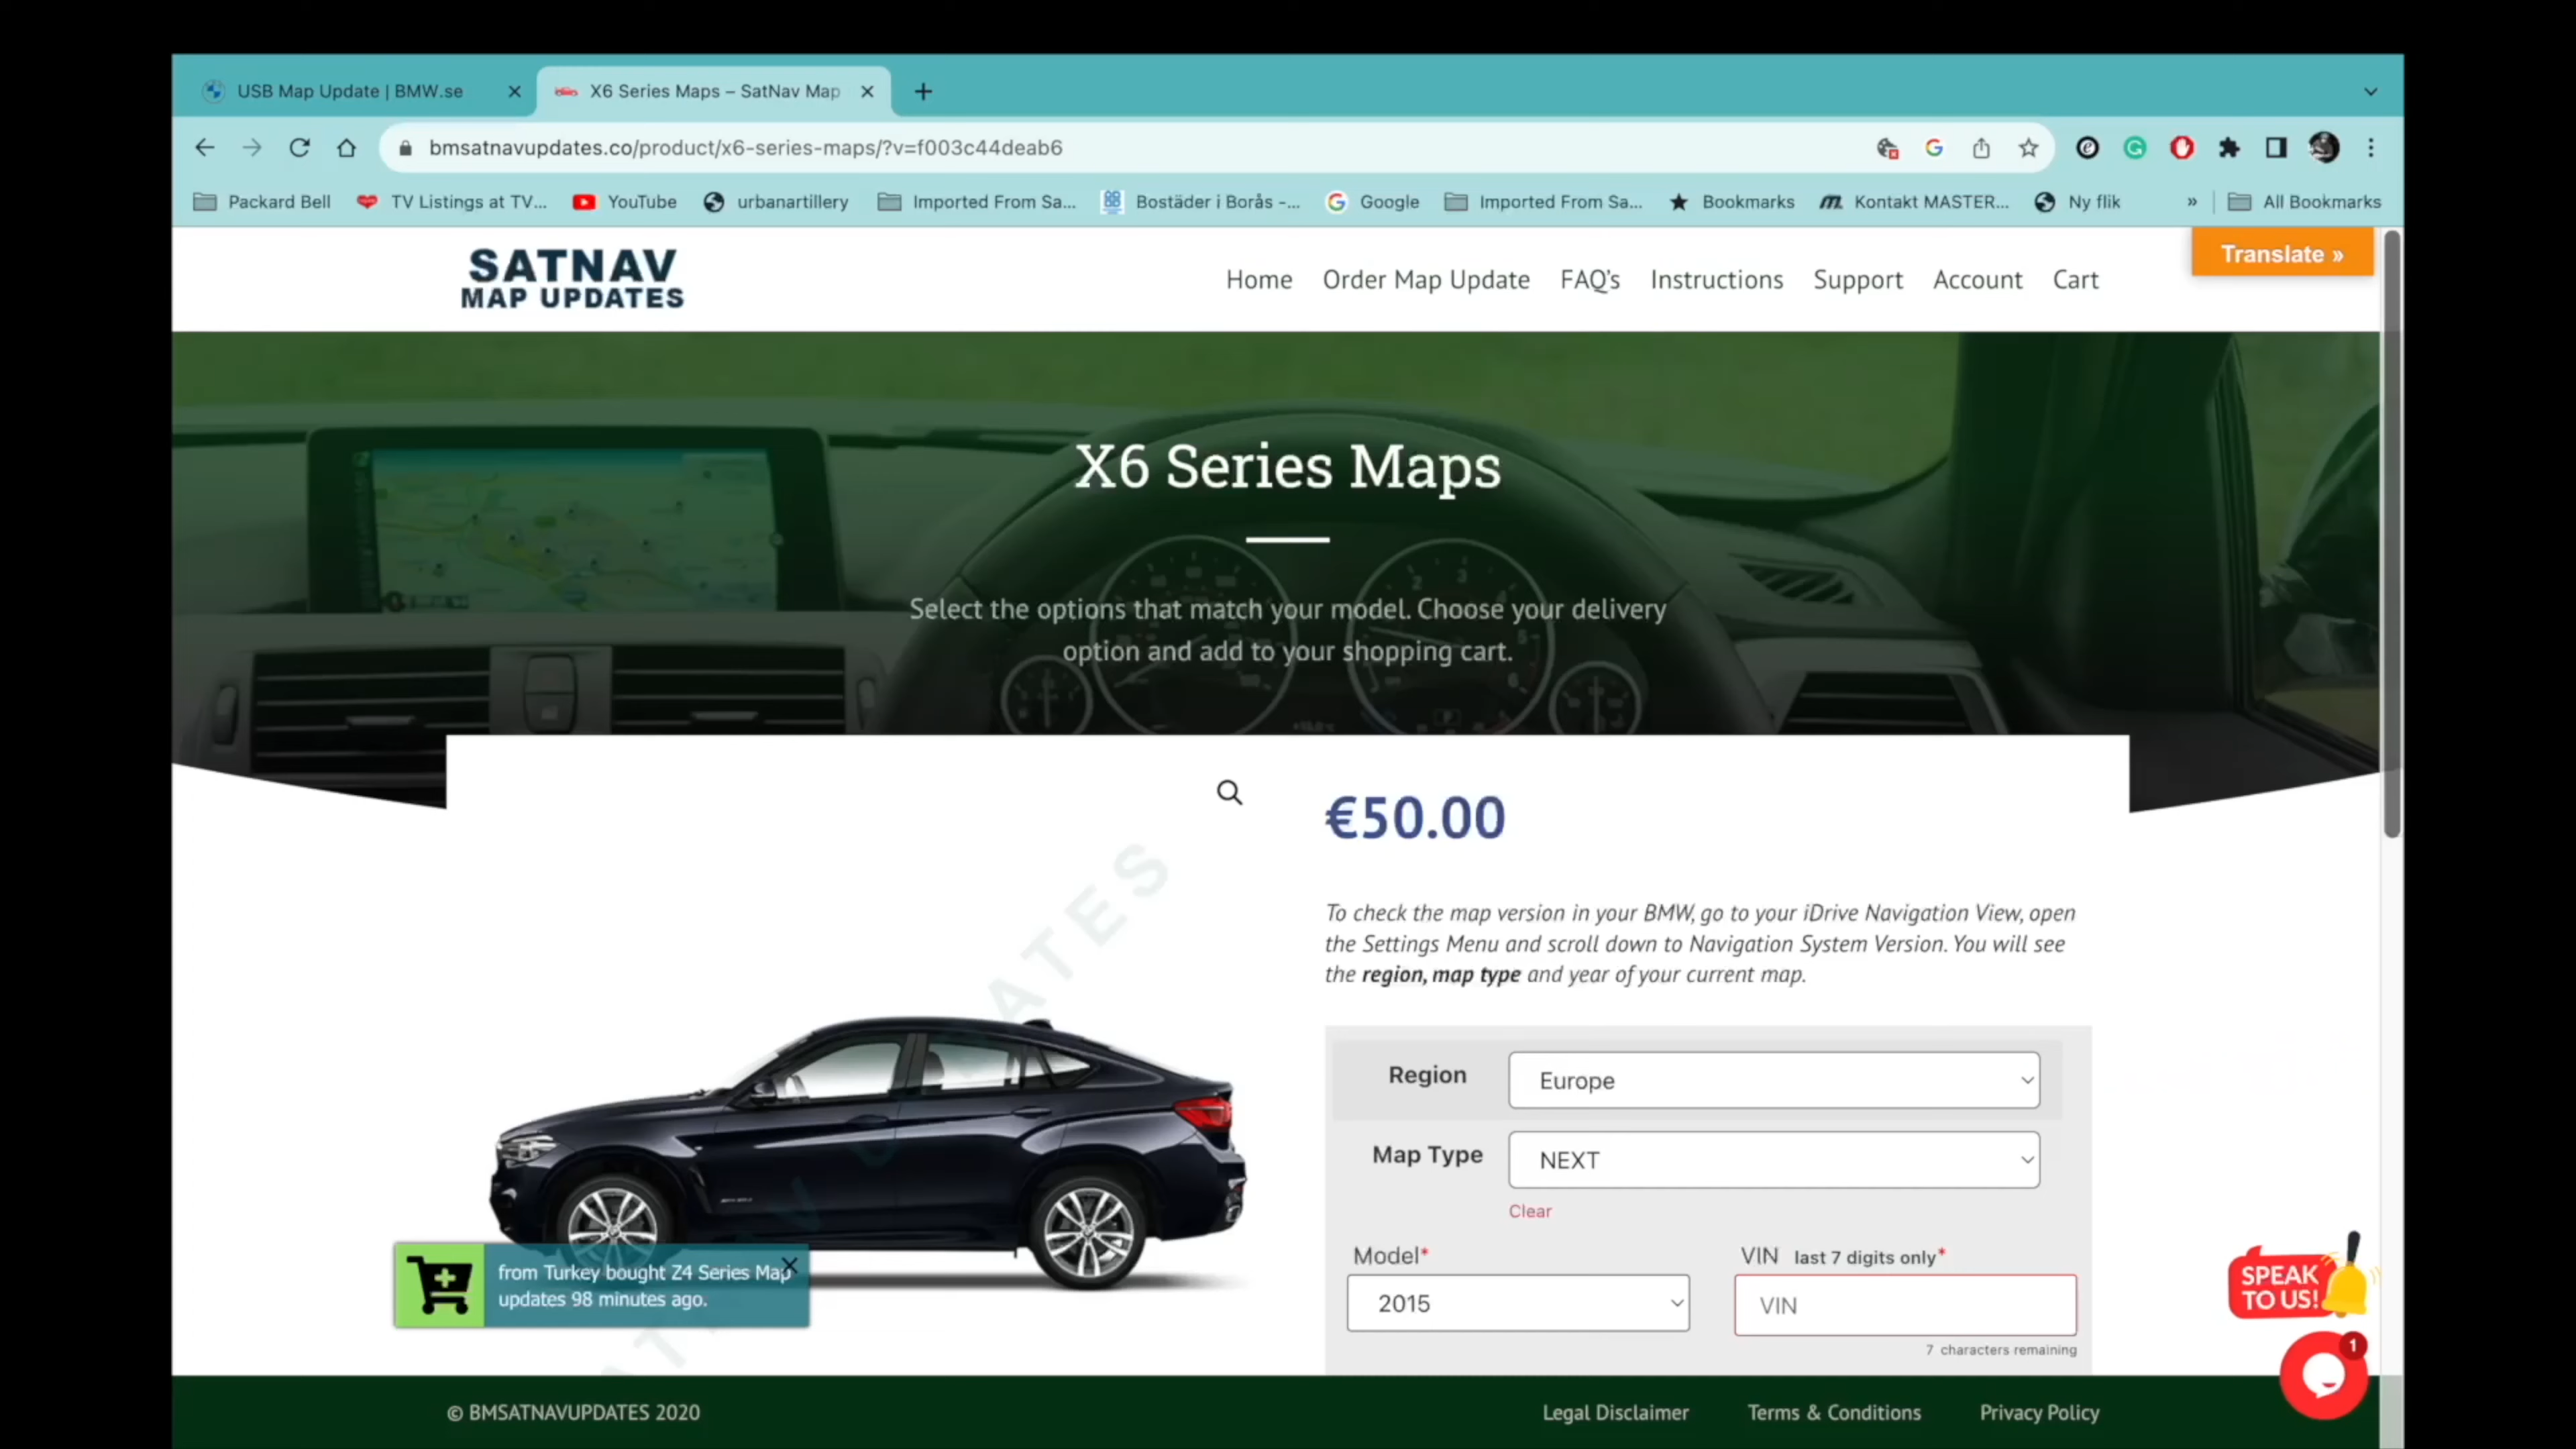 USB Map Update | BMW.se
X6 Series Maps – SatNav Map
bmsatnavupdates.co/product/x6-series-maps/?v=f003c44deab6
Packard Bell
TV Listings at TV...
YouTube
urbanartillery
Imported From Sa...
Bostäder i Borås -...
Google
Imported From Sa...
Bookmarks
Kontakt MASTER...
Ny flik
»
All Bookmarks
SATNAV
MAP UPDATES
Home
Order Map Update
FAQ's
Instructions
Support
Account
Cart
Translate »
X6 Series Maps
Select the options that match your model. Choose your delivery
option and add to your shopping cart.
€50.00
To check the map version in your BMW, go to your iDrive Navigation View, open
the Settings Menu and scroll down to Navigation System Version. You will see
the region, map type and year of your current map.
Region
Europe
Map Type
NEXT
Clear
Model*
VIN last 7 digits only*
2015
VIN
7 characters remaining
from Turkey bought Z4 Series Map
updates 98 minutes ago.
SPEAK
TO US!
1
© BMSATNAVUPDATES 2020
Legal Disclaimer
Terms & Conditions
Privacy Policy